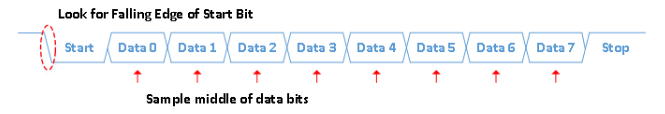 Look for Falling Edge of Start Bit
Start Data 0 Data 1 Data 2 Data 3 Data 4 Data 5 Data 6 Data 7 Stop
Sample middle of data bits